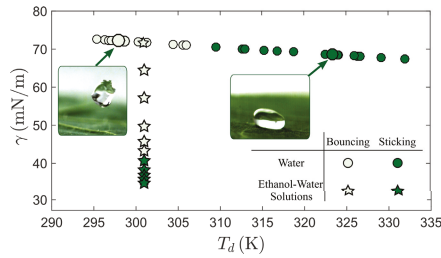 80
70
60
50
40
30
γ (mN/m)
Bouncing Sticking
Water
Ethanol-Water
Solutions
290 295 300 305 310 315 320 325 330 335
T_d (K)